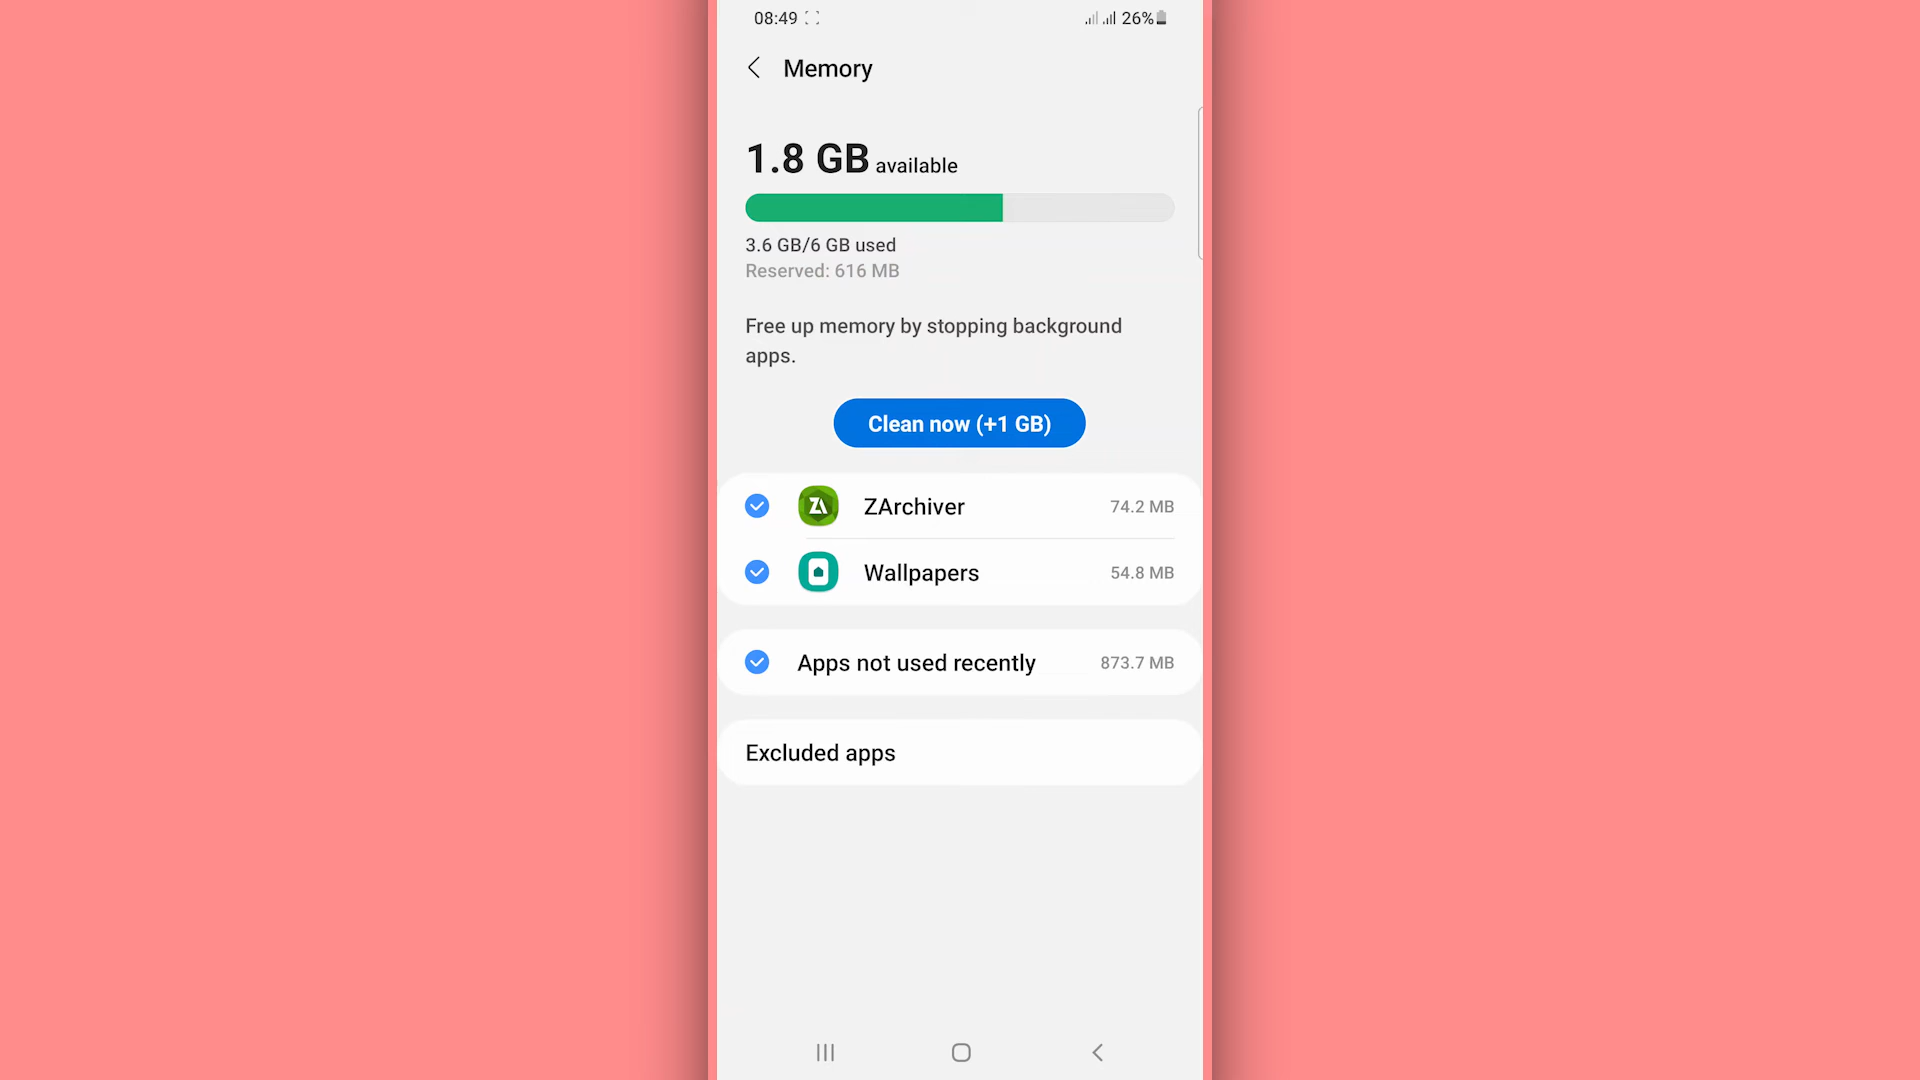 08:49 26%
Memory
1.8 GB available
3.6 GB/6 GB used
Reserved: 616 MB
Free up memory by stopping background
apps.
Clean now (+1 GB)
ZA ZArchiver 74.2 MB
Wallpapers 54.8 MB
Apps not used recently 873.7 MB
Excluded apps